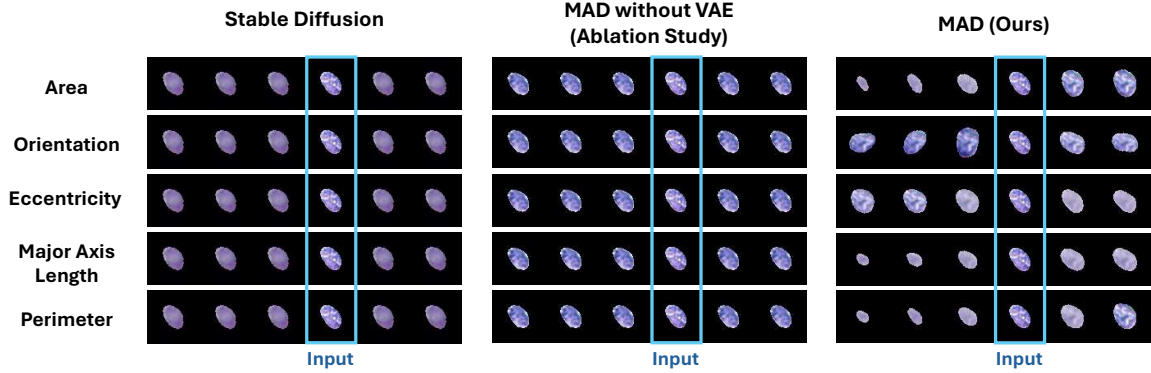 Stable Diffusion
MAD without VAE
(Ablation Study)
MAD (Ours)
Area
Orientation
Eccentricity
Major Axis
Length
Perimeter
Input
Input
Input